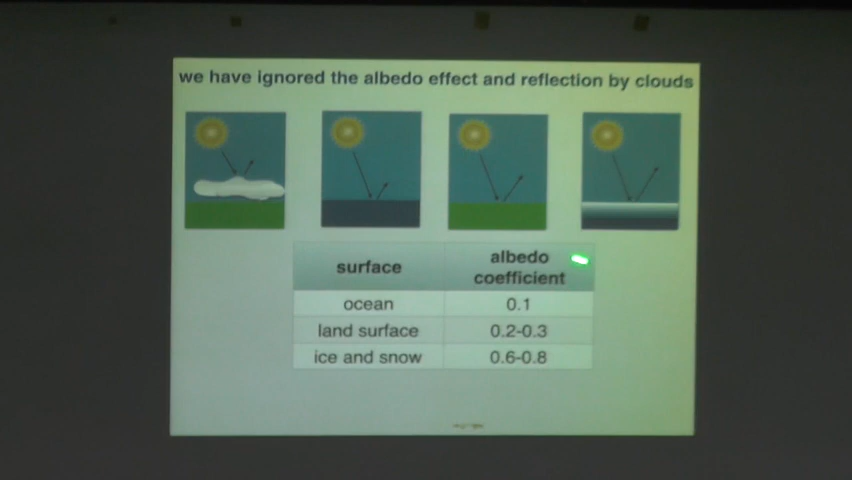 we have ignored the albedo effect and reflection by clouds
surface albedo coefficient
ocean 0.1
land surface 0.2-0.3
ice and snow 0.6-0.8